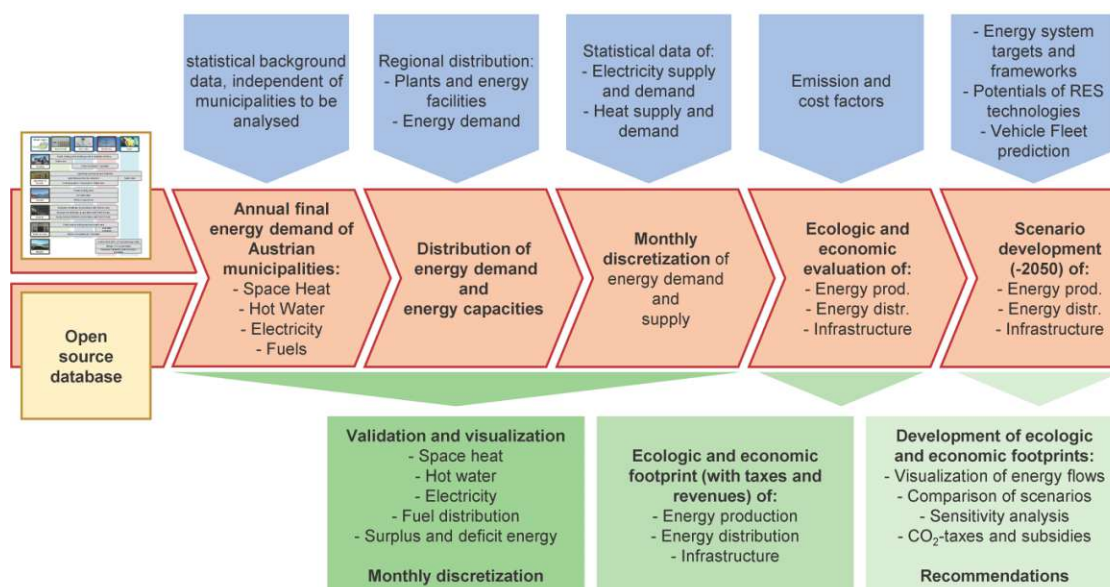 statistical background
data, independent of
municipalities to be
analysed
Regional distribution:
- Plants and energy
facilities
- Energy demand
Statistical data of:
- Electricity supply
and demand
- Heat supply and
demand
Emission and
cost factors
- Energy system
targets and
frameworks
- Potentials of RES
technologies
- Vehicle Fleet
prediction
Annual final
energy demand of
Austrian
municipalities:
- Space Heat
- Hot Water
- Electricity
- Fuels
Distribution of
energy demand
and
energy capacities
Monthly
discretization of
energy demand
and
supply
Ecologic and
economic
evaluation of:
- Energy prod.
- Energy distr.
- Infrastructure
Scenario
development
(-2050) of:
- Energy prod.
- Energy distr.
- Infrastructure
Open
source
database
Validation and visualization
- Space heat
- Hot water
- Electricity
- Fuel distribution
- Surplus and deficit energy
Monthly discretization
Ecologic and economic
footprint (with taxes and
revenues) of:
- Energy production
- Energy distribution
- Infrastructure
Development of ecologic
and economic footprints:
- Visualization of energy flows
- Comparison of scenarios
- Sensitivity analysis
- CO₂-taxes and subsidies
Recommendations